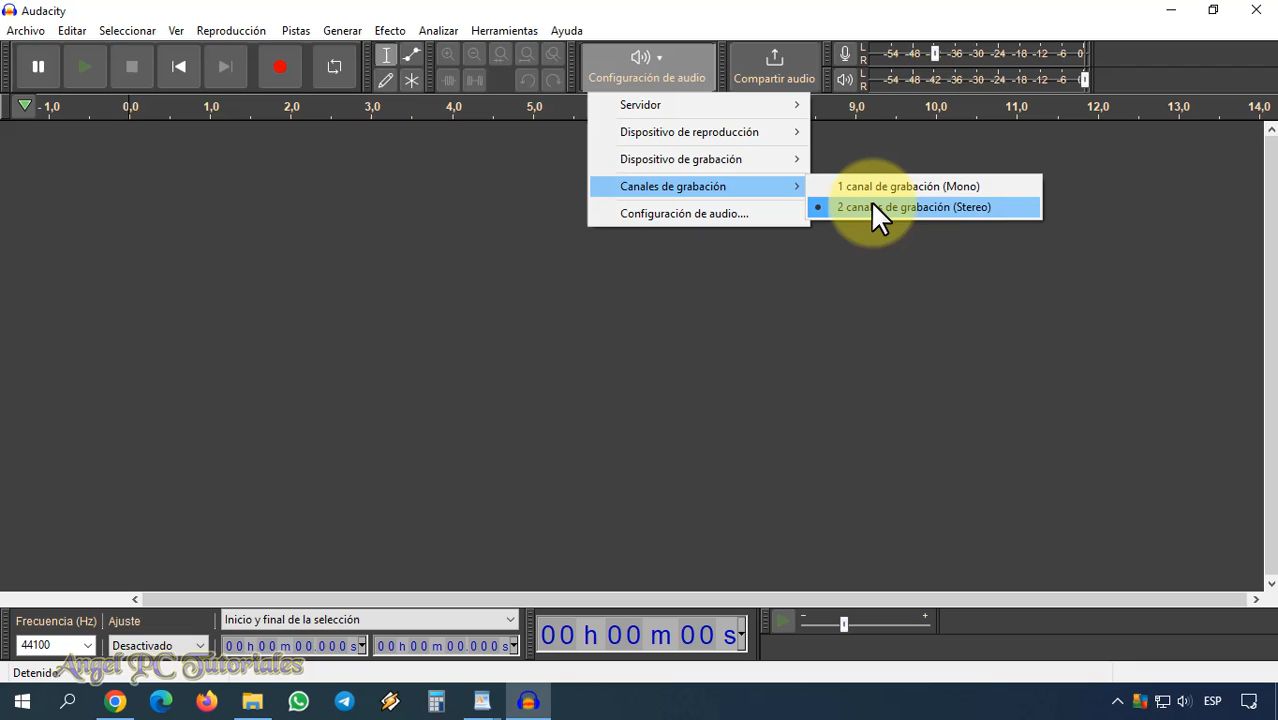 Audacity
Archivo Editar Seleccionar Ver Reproducción Pistas Generar Efecto Analizar Herramientas Ayuda
Configuración de audio
Compartir audio
L
R
-54 -48 -42 -36 -30 -24 -18 -12 -6 0
L
R
-54 -48 -42 -36 -30 -24 -18 -12 -6
-1,0 0,0 1,0 2,0 3,0 4,0 5,0 9,0 10,0 11,0 12,0 13,0 14,0
Servidor
Dispositivo de reproducción
Dispositivo de grabación
Canales de grabación
Configuración de audio....
1 canal de grabación (Mono)
2 canales de grabación (Stereo)
Frecuencia (Hz) Ajuste
Inicio y final de la selección
44100 Desactivado
00 h 00 m 00.000 s
00 h 00 m 00.000 s
00 h 00 m 00 s
Detenido.
Angel PC Tutoriales
ESP